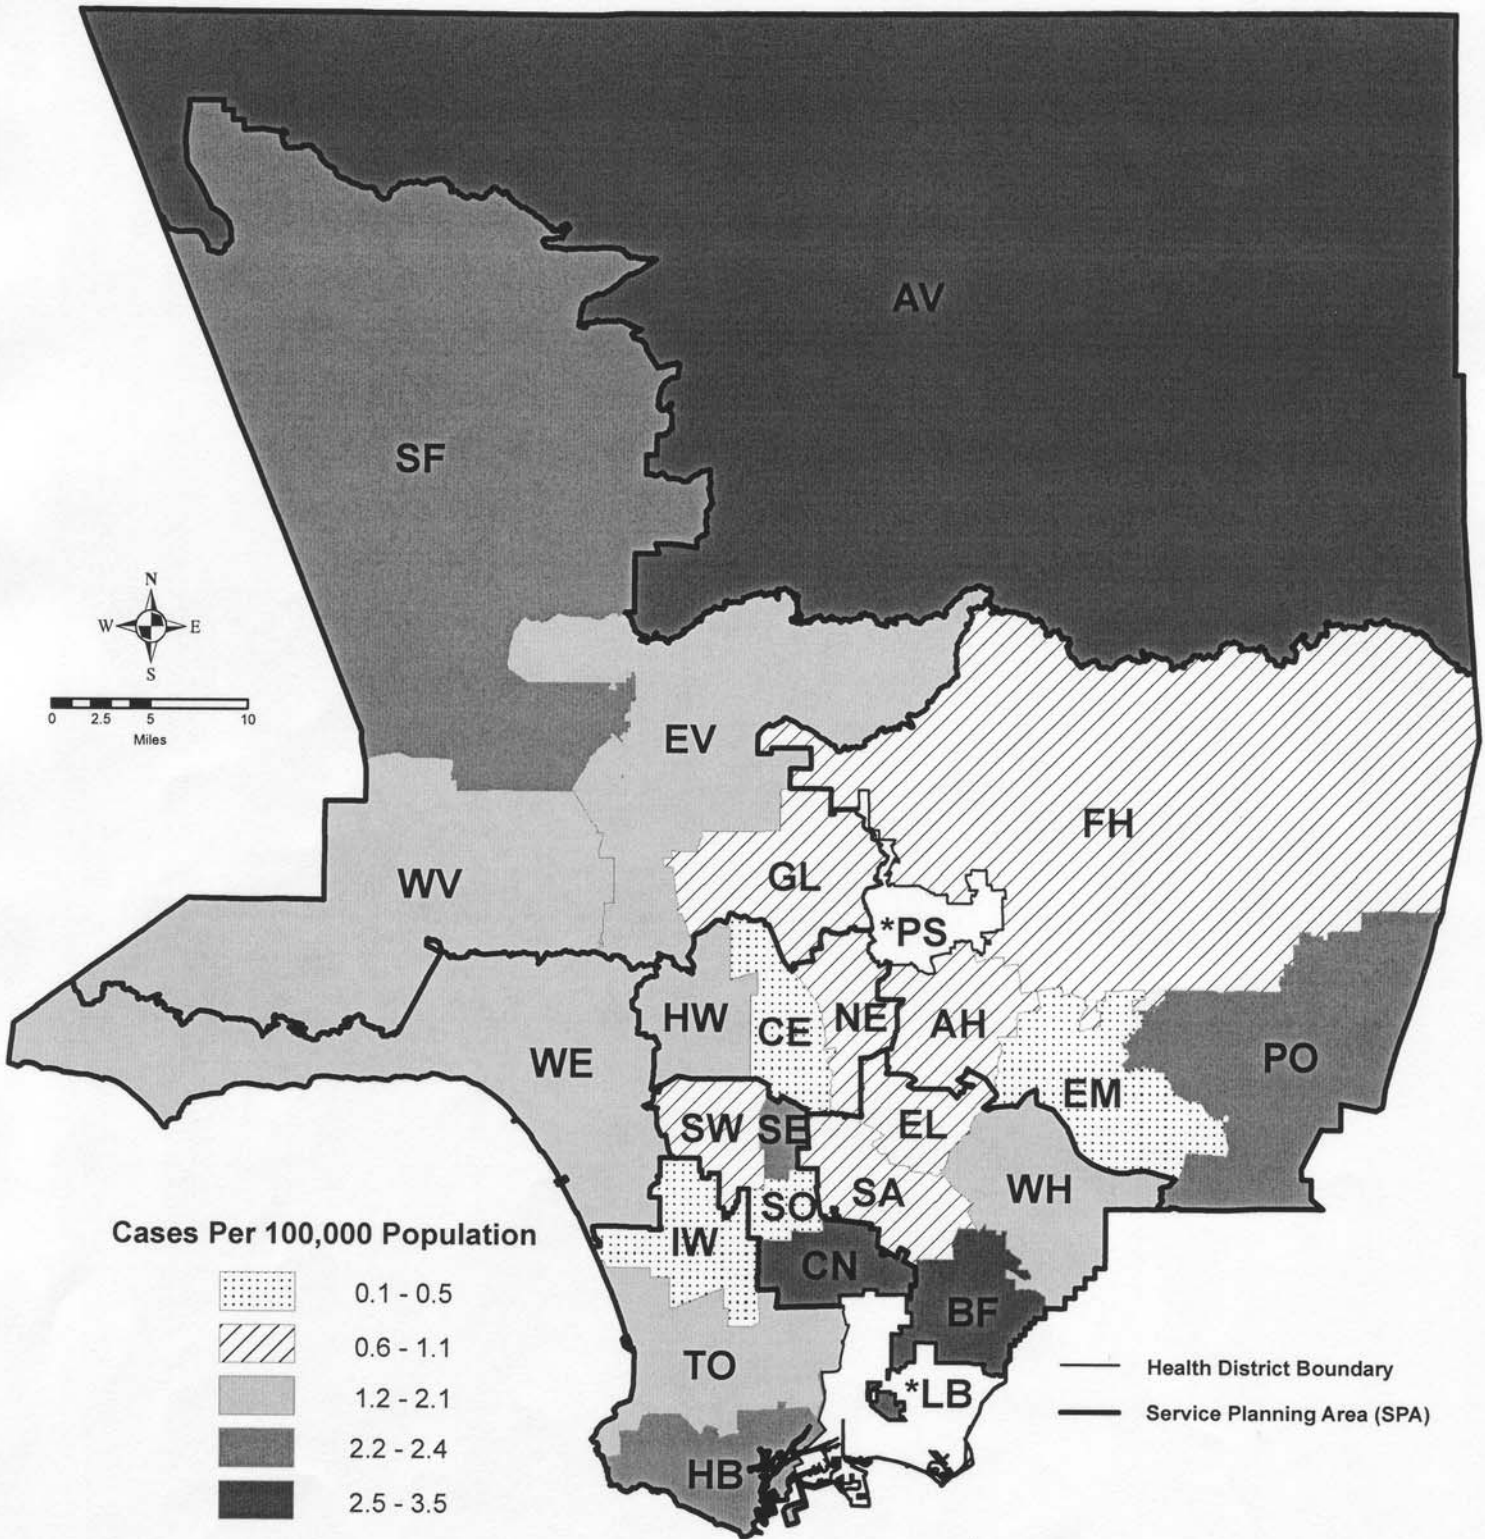 AV
SF
N
W E
S
0 2.5 5 10
Miles
EV
FH
WV
GL
*PS
HW
CE
NE
AH
WE
PO
EM
SW
SE
EL
SO
SA
WH
IW
CN
BF
TO
*LB
HB
Cases Per 100,000 Population
0.1 - 0.5
0.6 - 1.1
1.2 - 2.1
2.2 - 2.4
2.5 - 3.5
Health District Boundary
Service Planning Area (SPA)